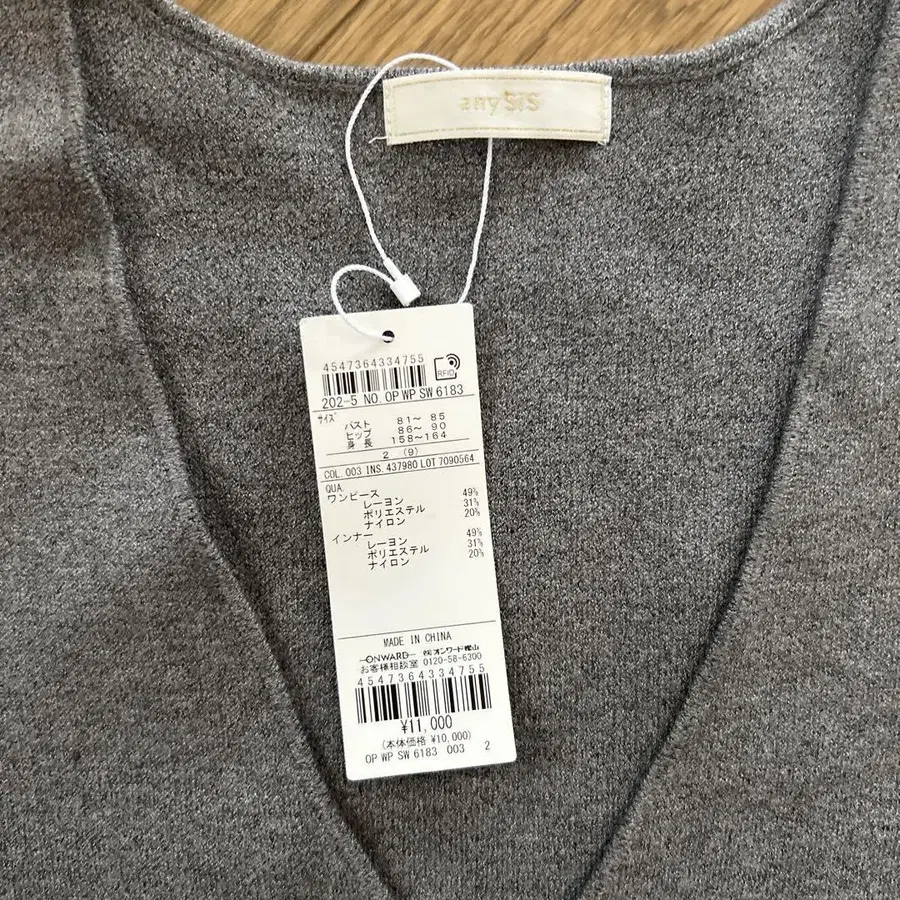 any SiS
4547364334755
RFID
202-5 NO. OP WP SW 6183
サイズ
バスト 81～ 85
ヒップ 86～ 90
身長 158～164
2 (9)
COL. 003 INS. 437980 LOT 7090564
QUA.
ワンピース
レーヨン 49%
ポリエステル 31%
ナイロン 20%
インナー
レーヨン 49%
ポリエステル 31%
ナイロン 20%
MADE IN CHINA
ONWARD ㈱オンワード樫山
お客様相談室 0120-58-6300
4547364334755
¥11,000
(本体価格 ¥10,000)
OP WP SW 6183 003 2